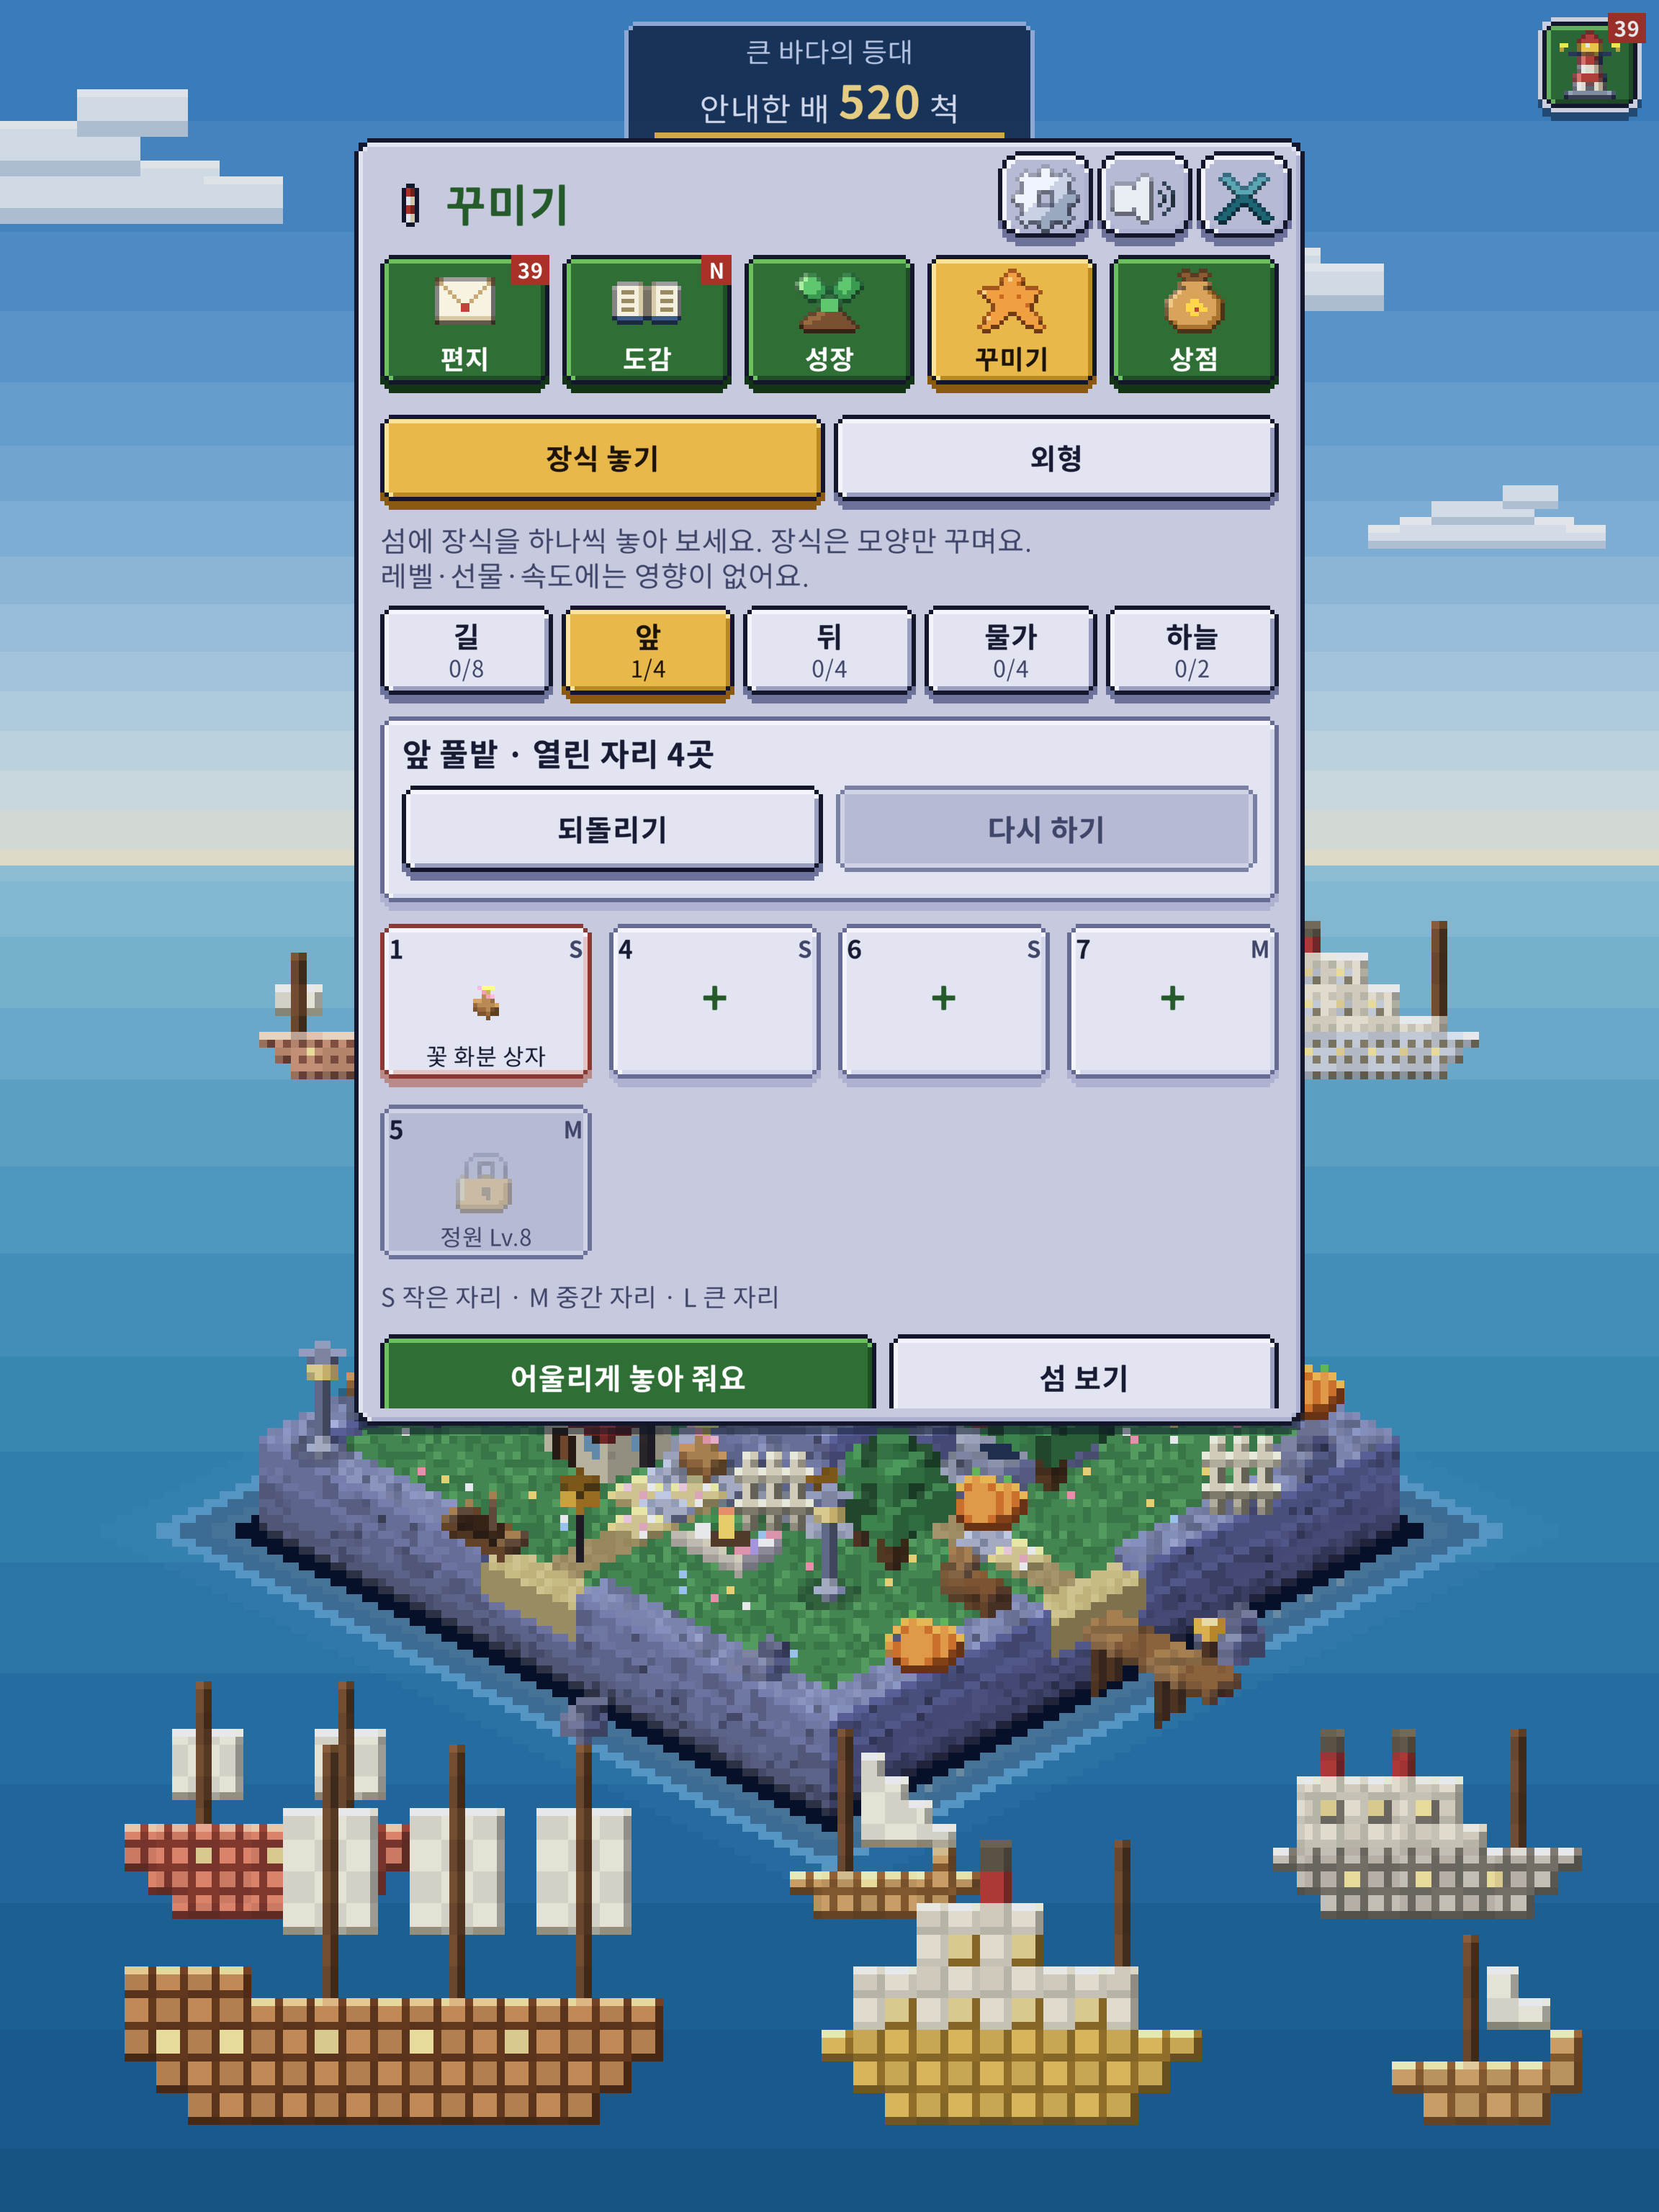 큰 바다의 등대
안내한 배 520 척
39
꾸미기
39
편지
N
도감
성장
꾸미기
상점
장식 놓기
외형
섬에 장식을 하나씩 놓아 보세요. 장식은 모양만 꾸며요.
레벨·선물·속도에는 영향이 없어요.
길
0/8
앞
1/4
뒤
0/4
물가
0/4
하늘
0/2
앞 풀밭 · 열린 자리 4곳
되돌리기
다시 하기
1 S
꽃 화분 상자
4 S
+
6 S
+
7 M
+
5 M
정원 Lv.8
S 작은 자리 · M 중간 자리 · L 큰 자리
어울리게 놓아 줘요
섬 보기